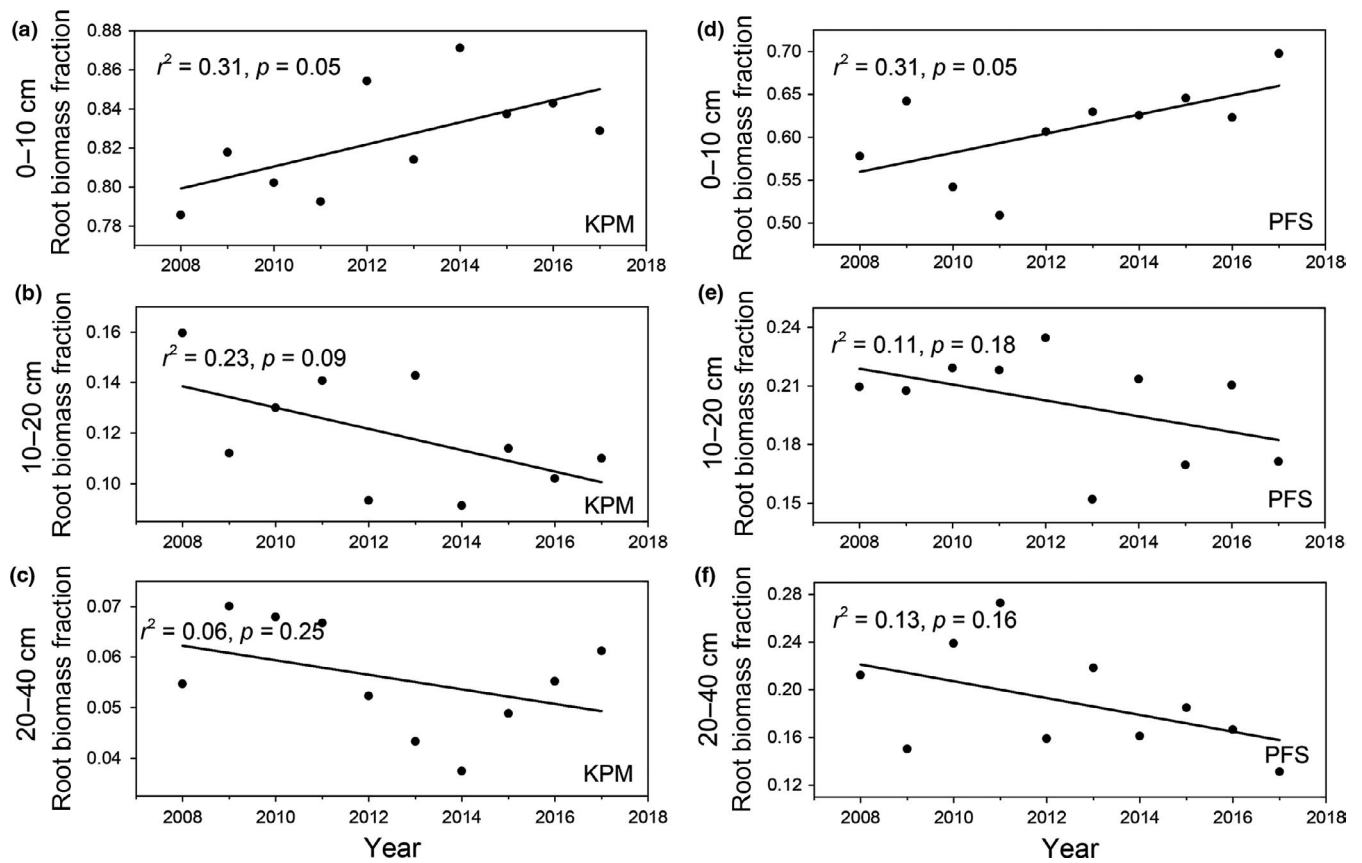 (a)
0–10 cm
Root biomass fraction
0.88
0.86
0.84
0.82
0.80
0.78
r² = 0.31, p = 0.05
KPM
2008 2010 2012 2014 2016 2018
(b)
10–20 cm
Root biomass fraction
0.16
0.14
0.12
0.10
r² = 0.23, p = 0.09
KPM
2008 2010 2012 2014 2016 2018
(c)
20–40 cm
Root biomass fraction
0.07
0.06
0.05
0.04
r² = 0.06, p = 0.25
KPM
2008 2010 2012 2014 2016 2018
Year
(d)
0–10 cm
Root biomass fraction
0.70
0.65
0.60
0.55
0.50
r² = 0.31, p = 0.05
PFS
2008 2010 2012 2014 2016 2018
(e)
10–20 cm
Root biomass fraction
0.24
0.21
0.18
0.15
r² = 0.11, p = 0.18
PFS
2008 2010 2012 2014 2016 2018
(f)
20–40 cm
Root biomass fraction
0.28
0.24
0.20
0.16
0.12
r² = 0.13, p = 0.16
PFS
2008 2010 2012 2014 2016 2018
Year